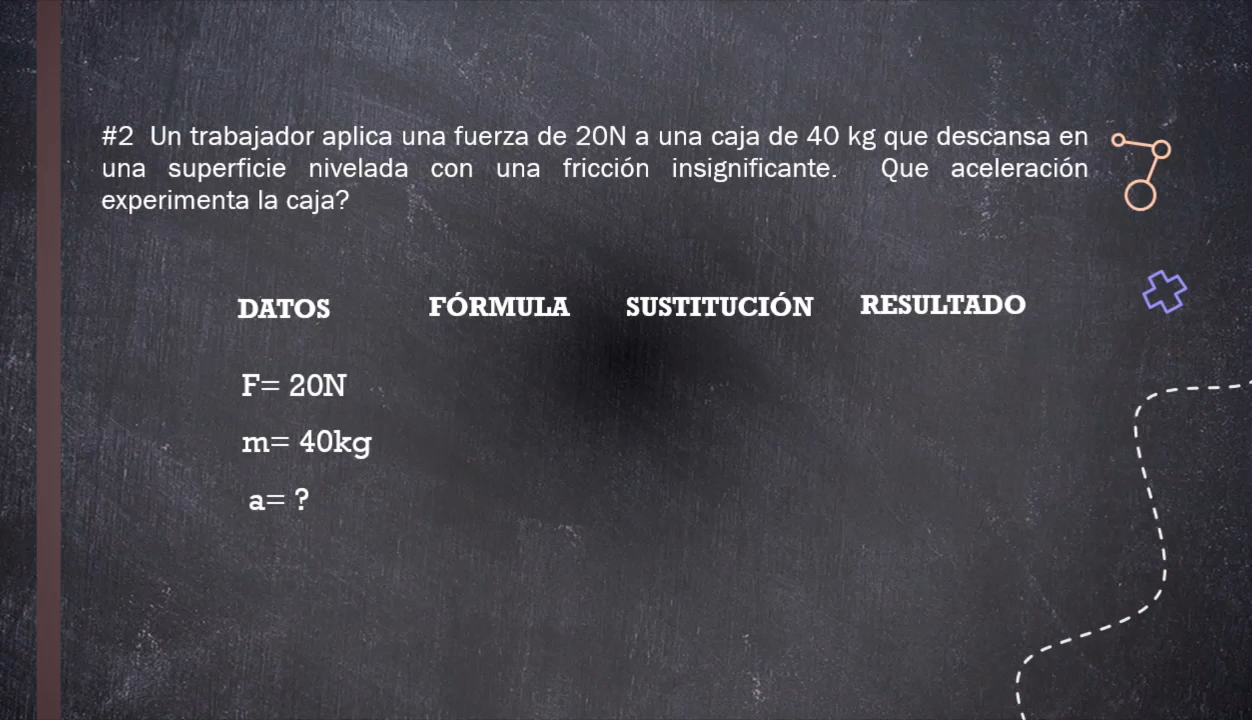 #2 Un trabajador aplica una fuerza de 20N a una caja de 40 kg que descansa en
una superficie nivelada con una fricción insignificante. Que aceleración
experimenta la caja?
DATOS FÓRMULA SUSTITUCIÓN RESULTADO
F= 20N
m= 40kg
a= ?